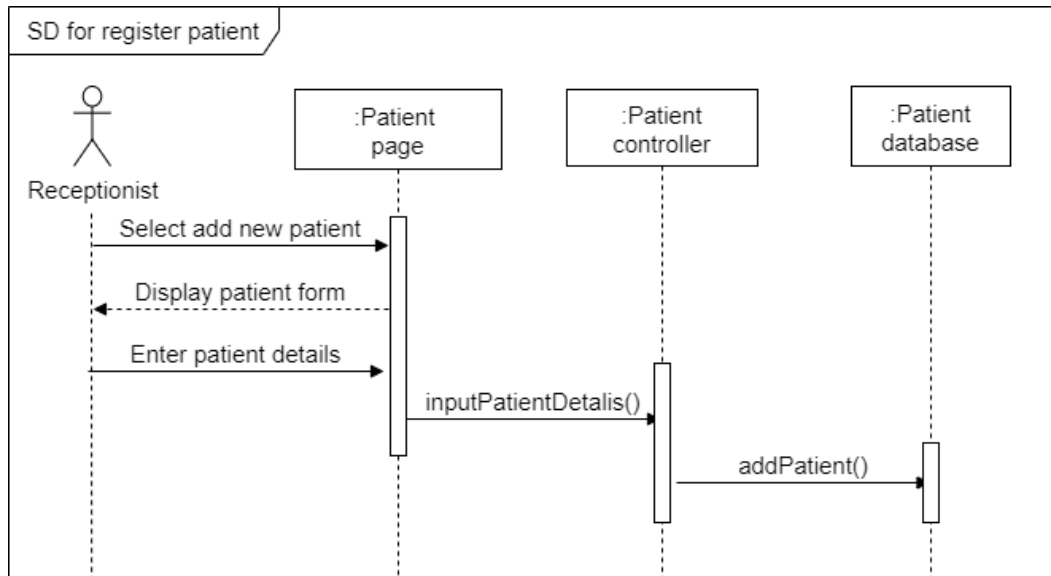 SD for register patient
:Patient
page
:Patient
controller
:Patient
database
Receptionist
Select add new patient
Display patient form
Enter patient details
inputPatientDetalis()
addPatient()